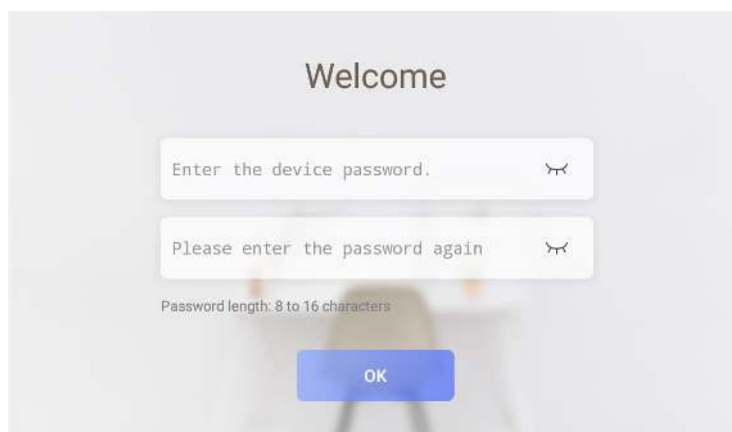 Welcome
Enter the device password.
Please enter the password again
Password length: 8 to 16 characters
OK